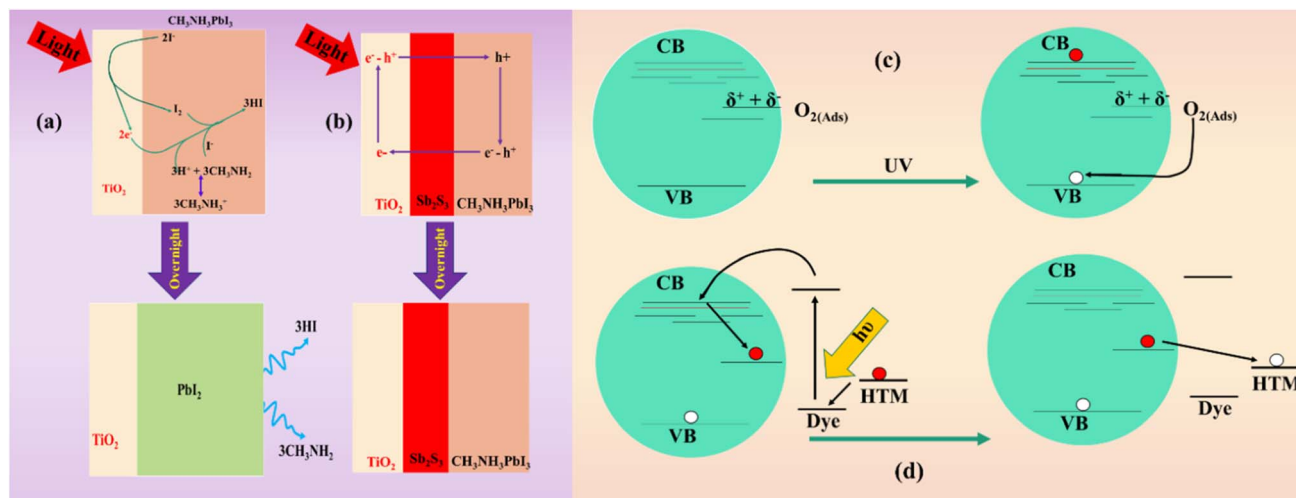 CH₃NH₃PbI₃
Light
2I⁻
I₂
3HI
(a)
2e⁻
I⁻
3H⁺ + 3CH₃NH₂
TiO₂
3CH₃NH₃⁺
Overnight
TiO₂
PbI₂
3HI
3CH₃NH₂
Light
e⁻ - h⁺
h+
(b)
e-
e⁻ - h⁺
TiO₂
Sb₂S₃
CH₃NH₃PbI₃
Overnight
TiO₂
Sb₂S₃
CH₃NH₃PbI₃
CB
δ⁺ + δ⁻
O₂(Ads)
VB
(c)
UV
CB
δ⁺ + δ⁻
O₂(Ads)
VB
CB
hυ
HTM
Dye
VB
(d)
CB
HTM
Dye
VB